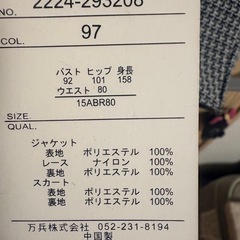 NO. 2224-293208
COL. 97
バスト ヒップ 身長
92 101 158
ウエスト 80
15ABR80
SIZE.
QUAL.
ジャケット
表地 ポリエステル 100%
レース ナイロン 100%
裏地 ポリエステル 100%
スカート
表地 ポリエステル 100%
裏地 ポリエステル 100%
万兵株式会社 052-231-8194
中国製